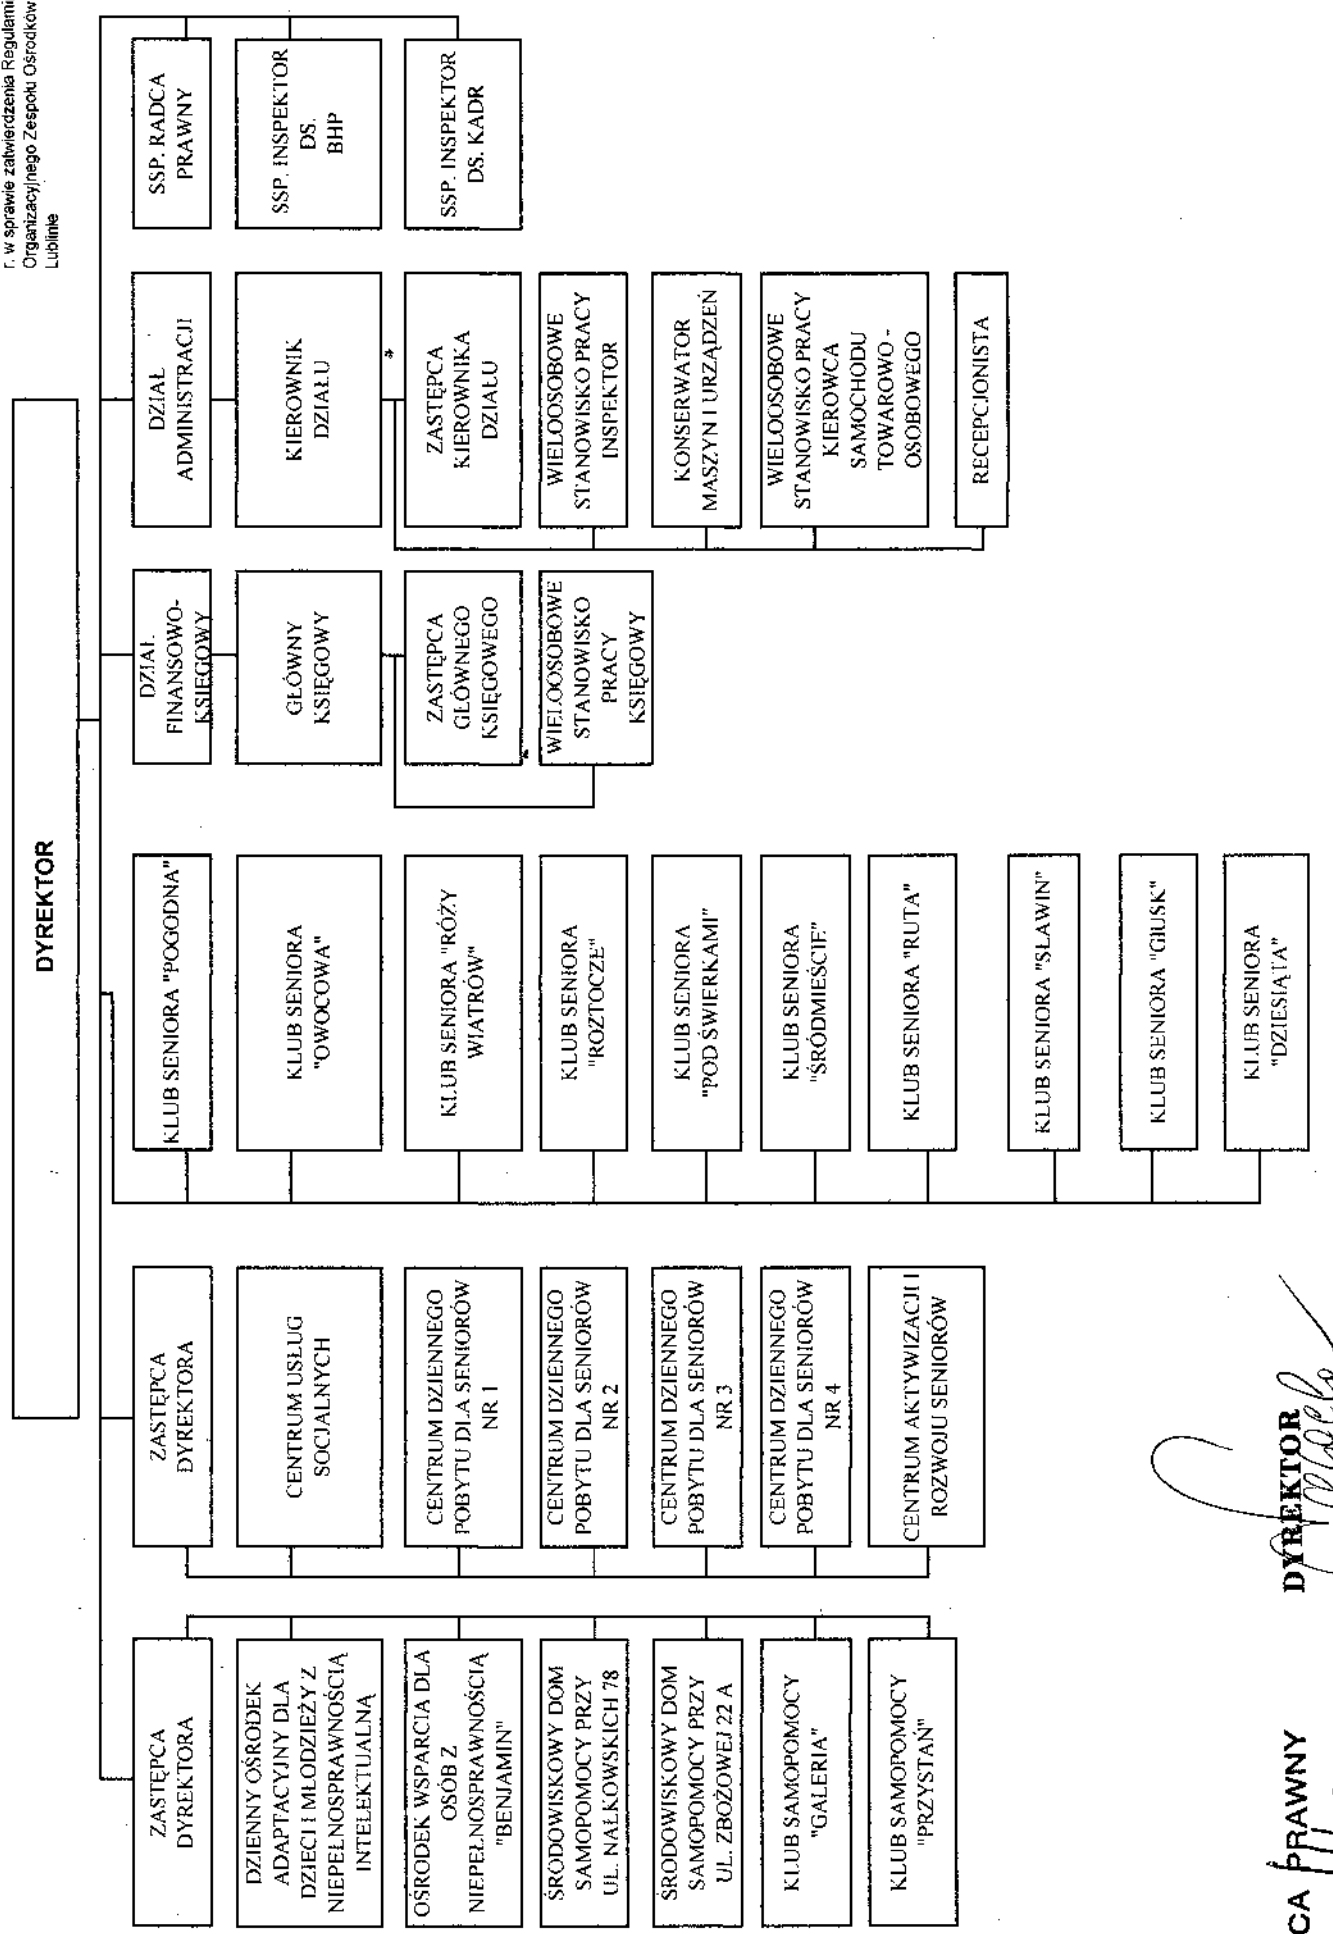 r. w sprawie zatwierdzenia Regulami
Organizacyjnego Zespołu Ośrodków
Lublinie
DYREKTOR
ZASTĘPCA
DYREKTORA
DZIENNY OŚRODEK
ADAPTACYJNY DLA
DZIECI I MŁODZIEŻY Z
NIEPEŁNOSPRAWNOŚCIĄ
INTELEKTUALNĄ
OŚRODEK WSPARCIA DLA
OSÓB Z
NIEPEŁNOSPRAWNOŚCIĄ
"BENJAMIN"
ŚRODOWISKOWY DOM
SAMOPOMOCY PRZY
UL. NAŁKOWSKICH 78
ŚRODOWISKOWY DOM
SAMOPOMOCY PRZY
UL. ZBOŻOWEJ 22 A
KLUB SAMOPOMOCY
"GALERIA"
KLUB SAMOPOMOCY
"PRZYSTAŃ"
ZASTĘPCA
DYREKTORA
CENTRUM USŁUG
SOCJALNYCH
CENTRUM DZIENNEGO
POBYTU DLA SENIORÓW
NR 1
CENTRUM DZIENNEGO
POBYTU DLA SENIORÓW
NR 2
CENTRUM DZIENNEGO
POBYTU DLA SENIORÓW
NR 3
CENTRUM DZIENNEGO
POBYTU DLA SENIORÓW
NR 4
CENTRUM AKTYWIZACJI I
ROZWOJU SENIORÓW
KLUB SENIORA "POGODNA"
KLUB SENIORA
"OWOCOWA"
KLUB SENIORA "RÓŻY
WIATRÓW"
KLUB SENIORA
"ROZTOCZE"
KLUB SENIORA
"POD ŚWIERKAMI"
KLUB SENIORA
"ŚRÓDMIEŚCIE"
KLUB SENIORA "RUTA"
KLUB SENIORA "SŁAWIN"
KLUB SENIORA "GŁUSK"
KLUB SENIORA
"DZIESIĄTA"
DZIAŁ
FINANSOWO-
KSIĘGOWY
GŁÓWNY
KSIĘGOWY
ZASTĘPCA
GŁÓWNEGO
KSIĘGOWEGO
WIELOOSOBOWE
STANOWISKO
PRACY
KSIĘGOWY
DZIAŁ
ADMINISTRACJI
KIEROWNIK
DZIAŁU
ZASTĘPCA
KIEROWNIKA
DZIAŁU
WIELOOSOBOWE
STANOWISKO PRACY
INSPEKTOR
KONSERWATOR
MASZYN I URZĄDZEŃ
WIELOOSOBOWE
STANOWISKO PRACY
KIEROWCA
SAMOCHODU
TOWAROWO -
OSOBOWEGO
RECEPCJONISTA
SSP. RADCA
PRAWNY
SSP. INSPEKTOR
DS.
BHP
SSP. INSPEKTOR
DS. KADR
CA PRAWNY
DYREKTOR